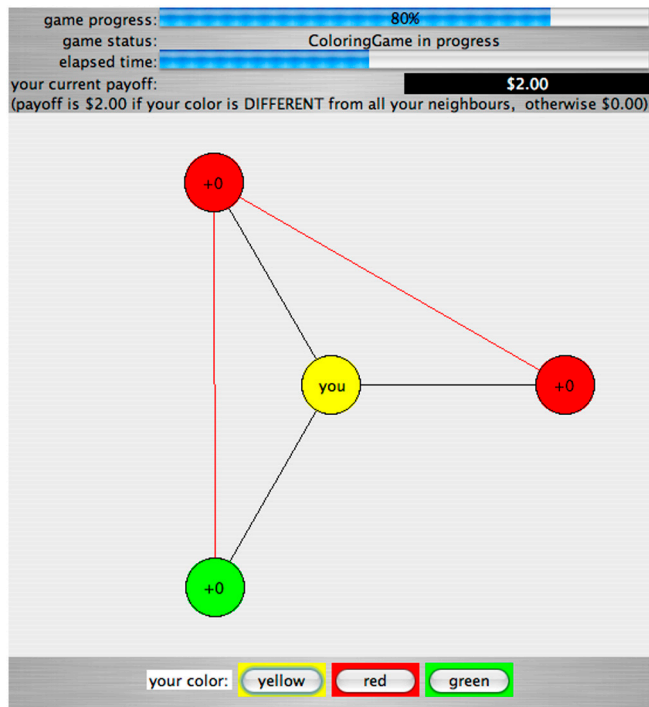 game progress: 80%
game status: ColoringGame in progress
elapsed time:
your current payoff: $2.00
(payoff is $2.00 if your color is DIFFERENT from all your neighbours, otherwise $0.00)
+0
you
+0
+0
your color: yellow red green